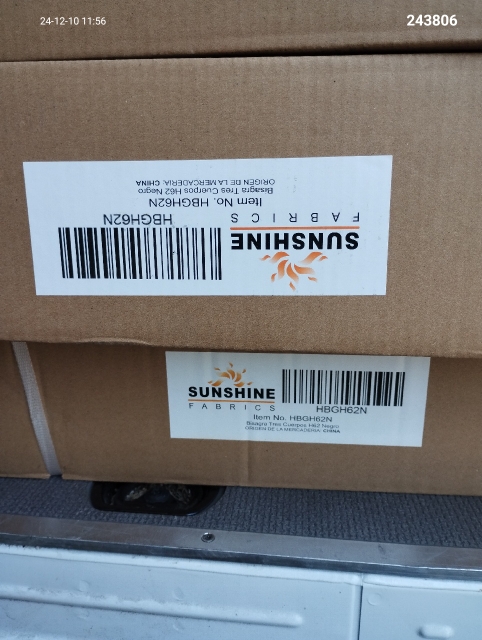 24-12-10 11:56
243806
SUNSHINE
FABRICS
HBGH62N
Item No. HBGH62N
Bisagra Tres Cuerpos H62 Negro
ORIGEN DE LA MERCADERIA: CHINA
SUNSHINE
FABRICS
HBGH62N
Item No. HBGH62N
Bisagra Tres Cuerpos H62 Negro
ORIGEN DE LA MERCADERIA: CHINA